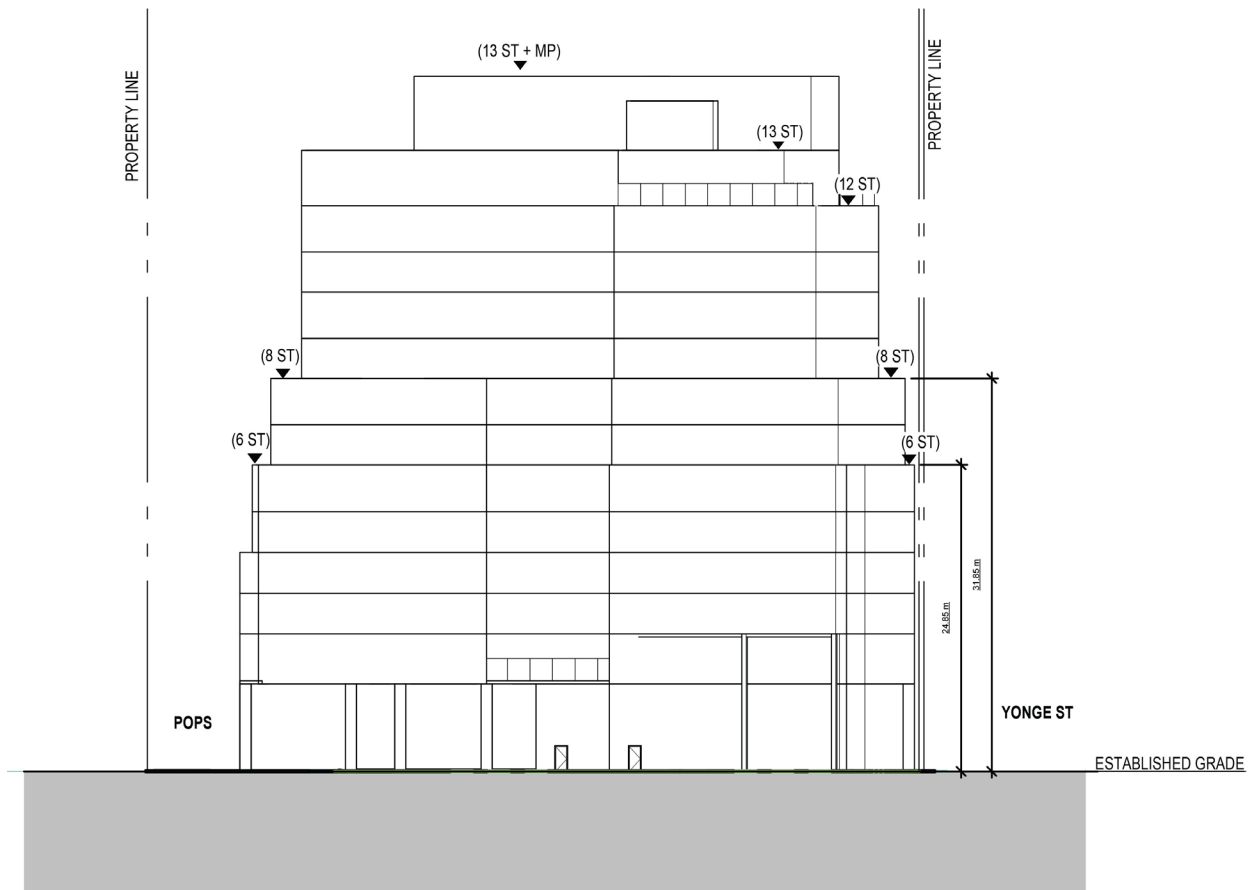 (13 ST + MP)
PROPERTY LINE
PROPERTY LINE
(13 ST)
(12 ST)
(8 ST)
(8 ST)
(6 ST)
(6 ST)
31.85 m
24.85 m
POPS
YONGE ST
ESTABLISHED GRADE